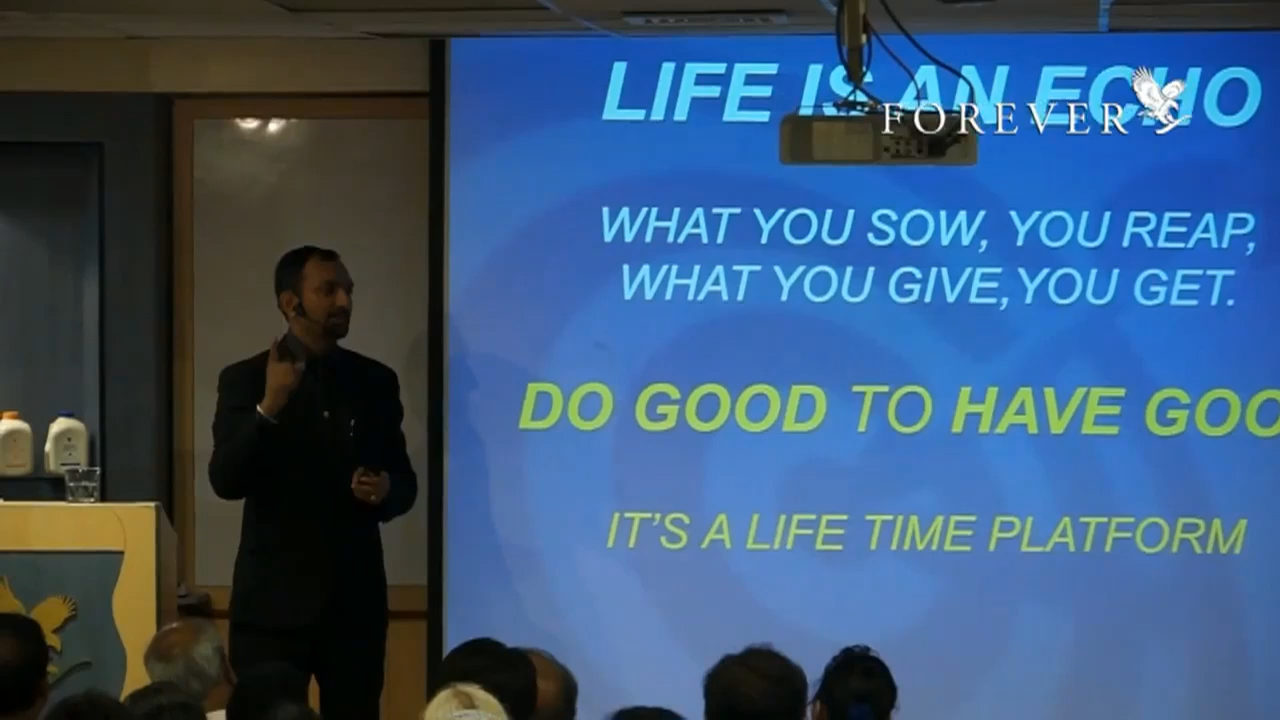 LIFE IS AN ECHO
FOREVER
WHAT YOU SOW, YOU REAP,
WHAT YOU GIVE,YOU GET.
DO GOOD TO HAVE GOO
IT'S A LIFE TIME PLATFORM